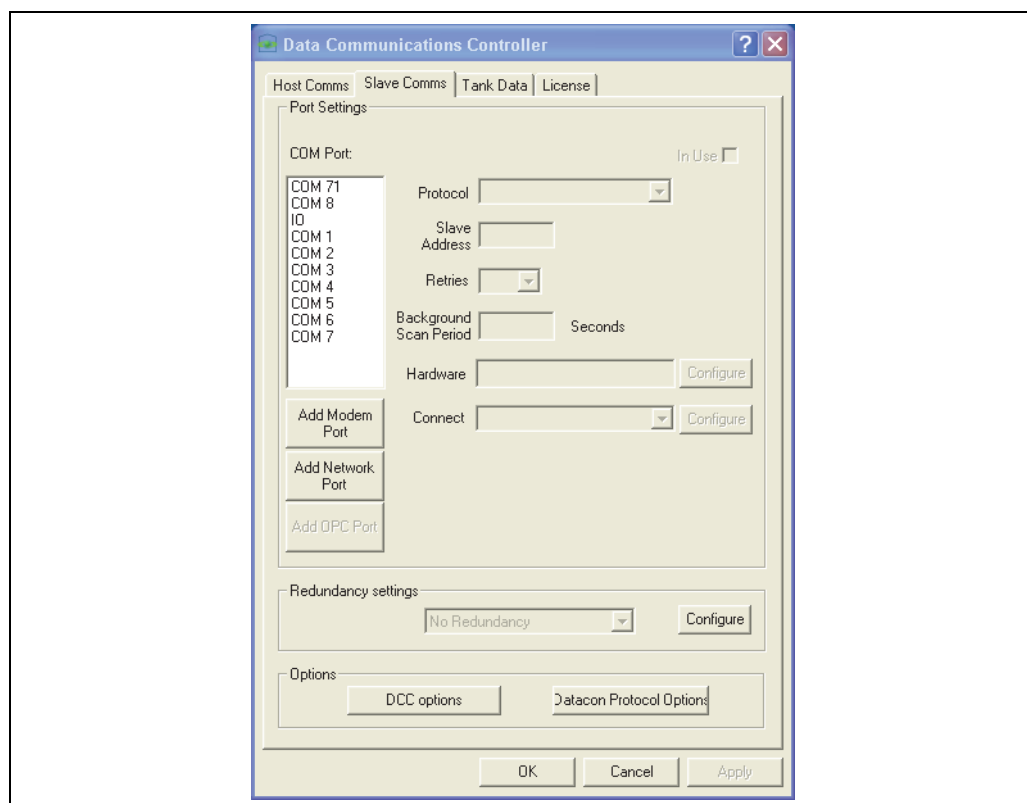 Data Communications Controller
Host Comms Slave Comms Tank Data License
Port Settings
COM Port:
In Use
COM 71
COM 8
IO
COM 1
COM 2
COM 3
COM 4
COM 5
COM 6
COM 7
Protocol
Slave
Address
Retries
Background
Scan Period
Seconds
Hardware
Configure
Connect
Configure
Add Modem
Port
Add Network
Port
Add OPC Port
Redundancy settings
No Redundancy
Configure
Options
DCC options
Datacon Protocol Options
OK Cancel Apply